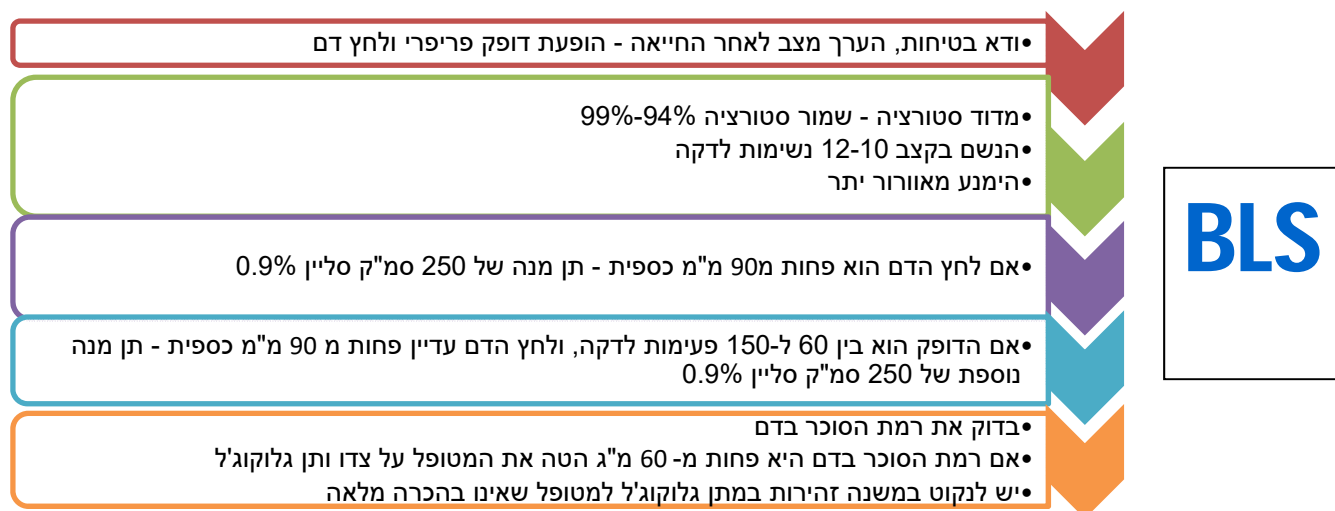 •ודא בטיחות, הערך מצב לאחר החייאה - הופעת דופק פריפרי ולחץ דם
•מדוד סטורציה - שמור סטורציה 94%-99%
•הנשם בקצב 12-10 נשימות לדקה
•הימנע מאוורור יתר
•אם לחץ הדם הוא פחות מ90 מ"מ כספית - תן מנה של 250 סמ"ק סליין 0.9%
•אם הדופק הוא בין 60 ל-150 פעימות לדקה, ולחץ הדם עדיין פחות מ 90 מ"מ כספית - תן מנה
נוספת של 250 סמ"ק סליין 0.9%
•בדוק את רמת הסוכר בדם
•אם רמת הסוכר בדם היא פחות מ- 60 מ"ג הטה את המטופל על צדו ותן גלוקוג'ל
•יש לנקוט במשנה זהירות במתן גלוקוג'ל למטופל שאינו בהכרה מלאה
BLS